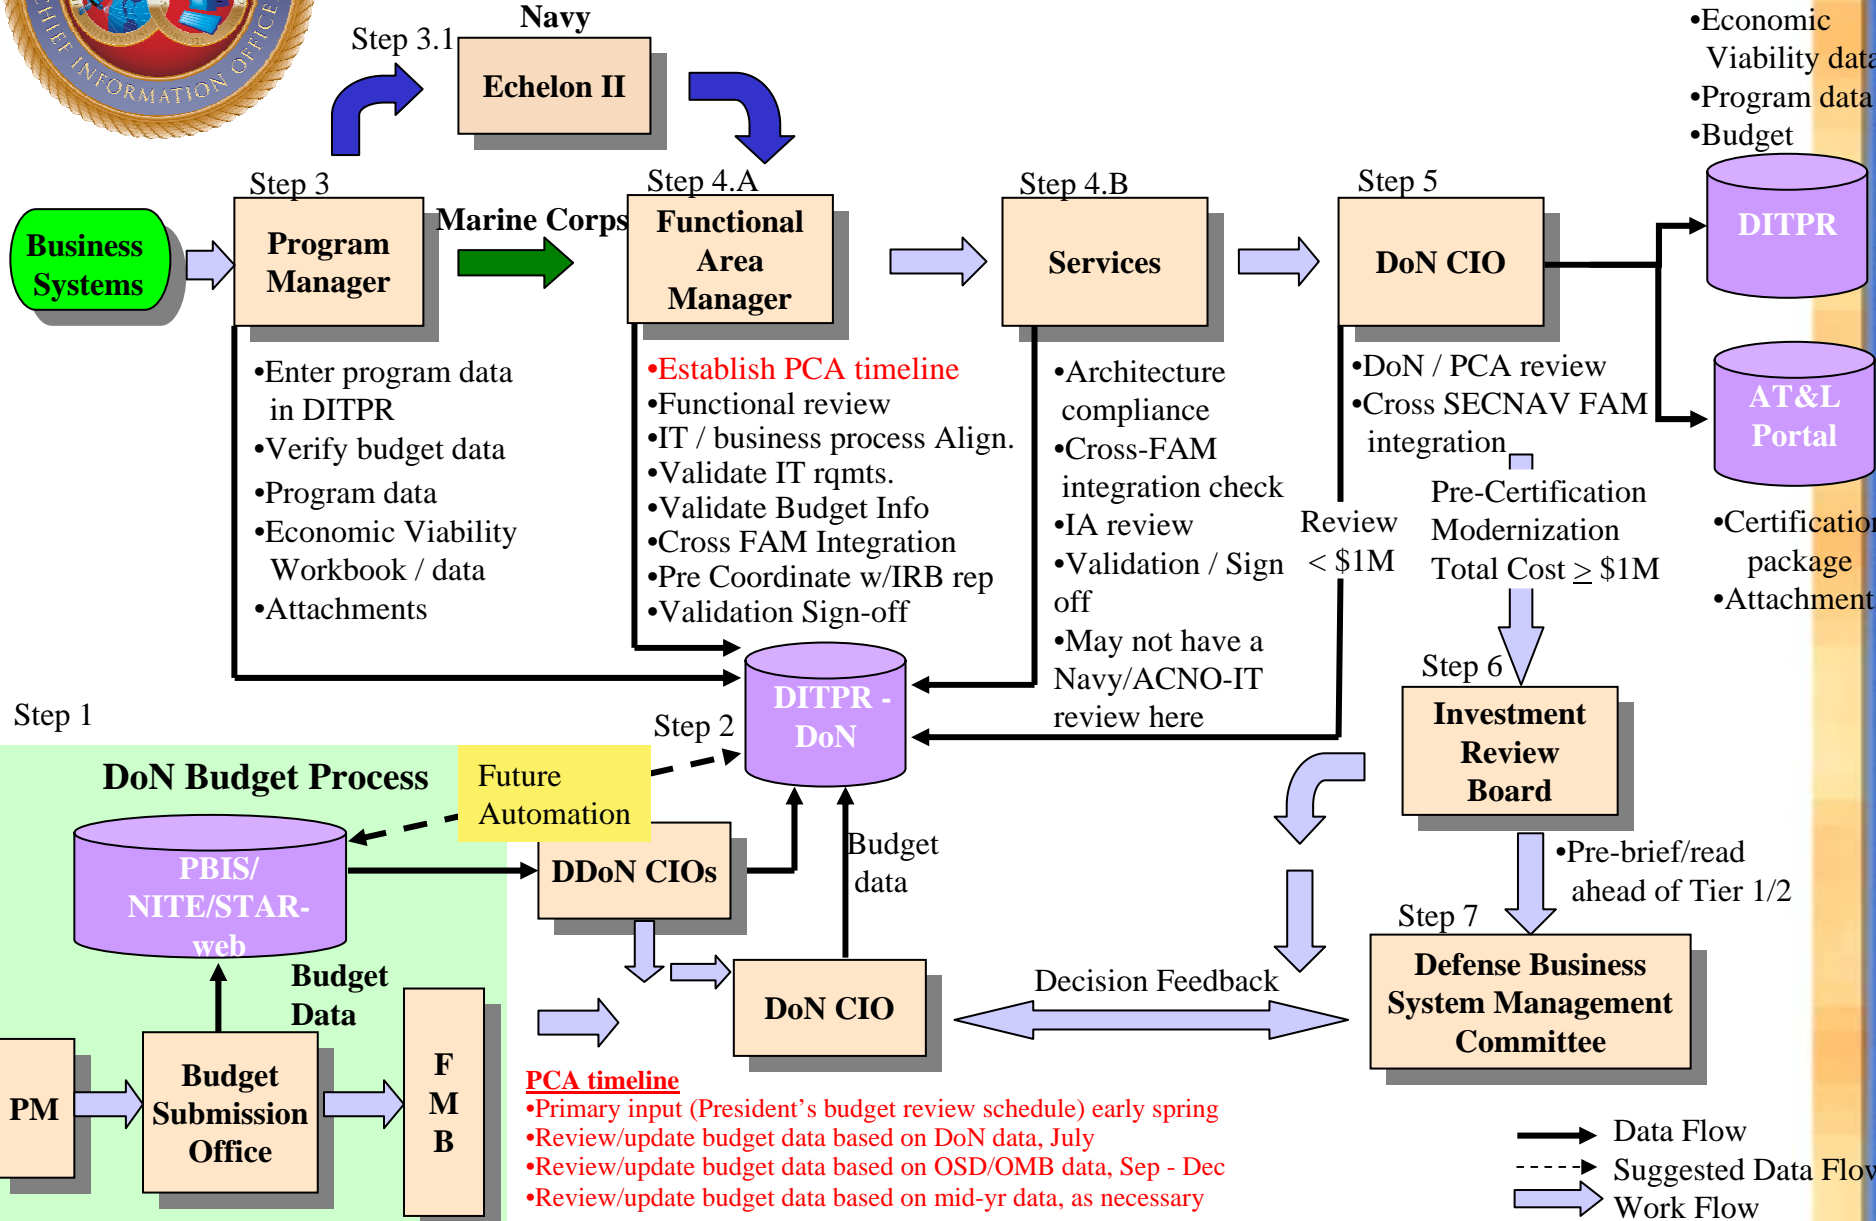 CHIEF INFORMATION OFFICE
Navy
Step 3.1
Echelon II
•Economic
Viability data
•Program data
•Budget
Step 3
Step 4.A
Step 4.B
Step 5
Business
Systems
Program
Manager
Marine Corps
Functional
Area
Manager
Services
DoN CIO
DITPR
AT&L
Portal
•Certification
package
•Attachment
•Enter program data
in DITPR
•Verify budget data
•Program data
•Economic Viability
Workbook / data
•Attachments
•Establish PCA timeline
•Functional review
•IT / business process Align.
•Validate IT rqmts.
•Validate Budget Info
•Cross FAM Integration
•Pre Coordinate w/IRB rep
•Validation Sign-off
•Architecture
compliance
•Cross-FAM
integration check
•IA review
•Validation / Sign
off
•May not have a
Navy/ACNO-IT
review here
•DoN / PCA review
•Cross SECNAV FAM
integration
Review
< $1M
Pre-Certification
Modernization
Total Cost ≥ $1M
Step 6
Investment
Review
Board
•Pre-brief/read
ahead of Tier 1/2
Step 7
Defense Business
System Management
Committee
Decision Feedback
DITPR -
DoN
Step 2
Step 1
DoN Budget Process
Future
Automation
PBIS/
NITE/STAR-
web
DDoN CIOs
Budget
data
DoN CIO
Budget
Data
PM
Budget
Submission
Office
F
M
B
PCA timeline
•Primary input (President's budget review schedule) early spring
•Review/update budget data based on DoN data, July
•Review/update budget data based on OSD/OMB data, Sep - Dec
•Review/update budget data based on mid-yr data, as necessary
Data Flow
Suggested Data Flow
Work Flow